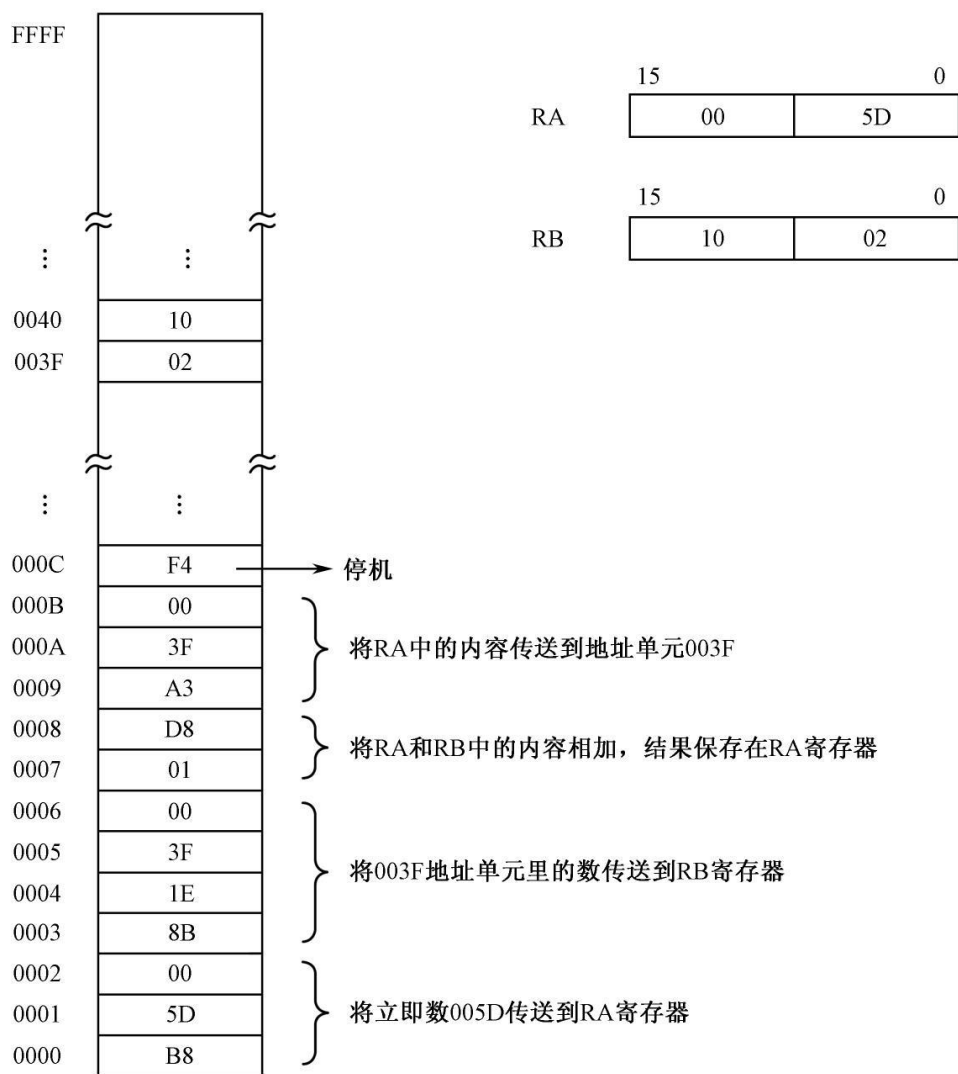 FFFF
15 0
RA 00 5D
15 0
RB 10 02
⋮ ⋮
0040 10
003F 02
⋮ ⋮
000C F4 停机
000B 00
000A 3F 将RA中的内容传送到地址单元003F
0009 A3
0008 D8
将RA和RB中的内容相加，结果保存在RA寄存器
0007 01
0006 00
0005 3F
将003F地址单元里的数传送到RB寄存器
0004 1E
0003 8B
0002 00
0001 5D 将立即数005D传送到RA寄存器
0000 B8